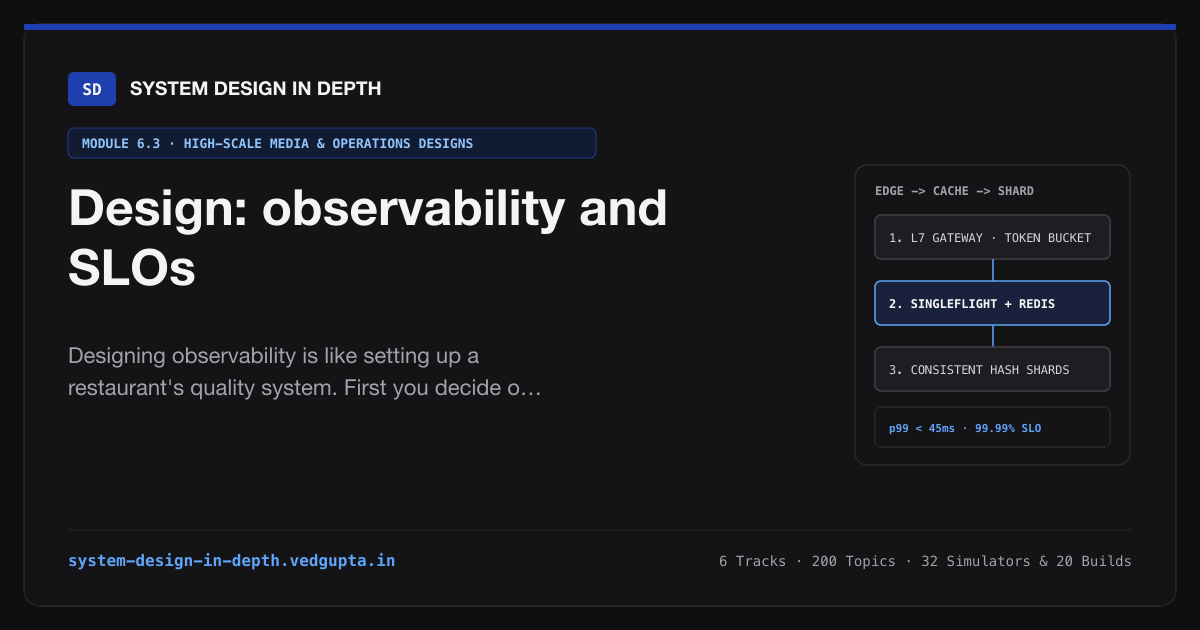 SD
SYSTEM DESIGN IN DEPTH
MODULE 6.3 · HIGH-SCALE MEDIA & OPERATIONS DESIGNS
Design: observability and
SLOs
Designing observability is like setting up a
restaurant's quality system. First you decide o…
EDGE -> CACHE -> SHARD
1. L7 GATEWAY · TOKEN BUCKET
2. SINGLEFLIGHT + REDIS
3. CONSISTENT HASH SHARDS
p99 < 45ms · 99.99% SLO
system-design-in-depth.vedgupta.in
6 Tracks · 200 Topics · 32 Simulators & 20 Builds